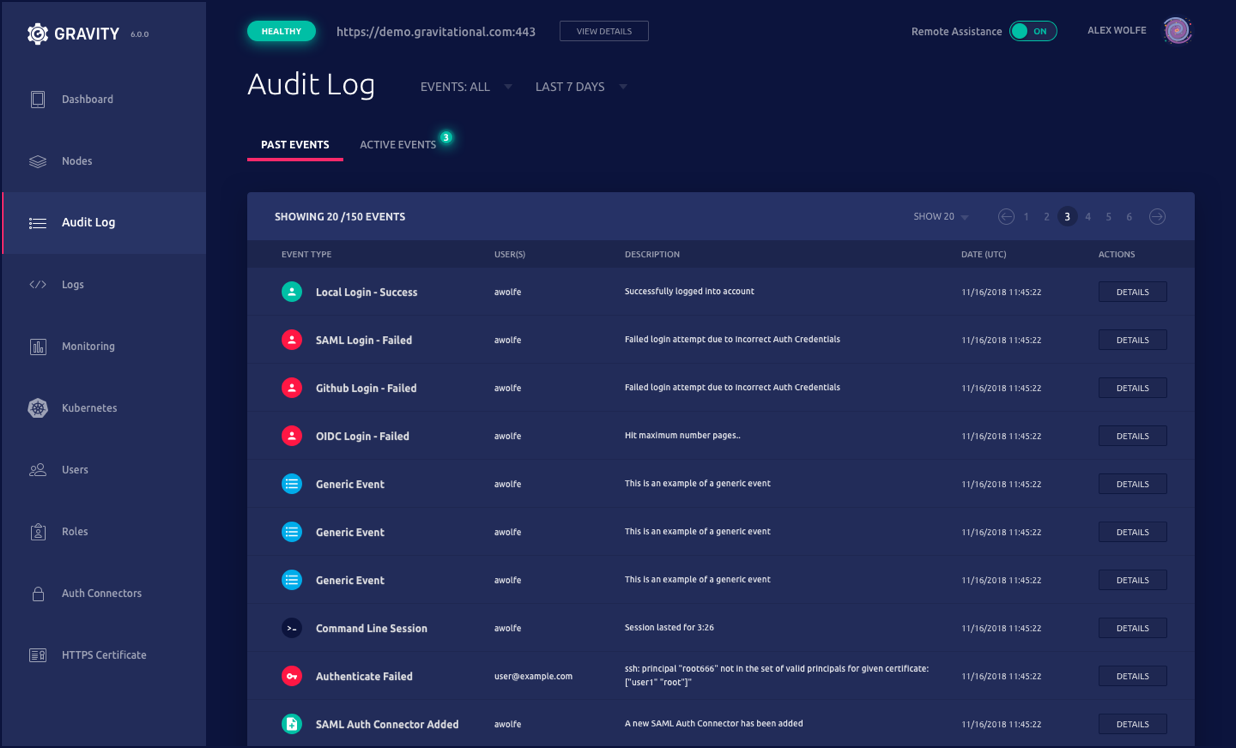 GRAVITY 6.0.0
HEALTHY https://demo.gravitational.com:443 VIEW DETAILS Remote Assistance ON ALEX WOLFE
Dashboard
Nodes
Audit Log
Logs
Monitoring
Kubernetes
Users
Roles
Auth Connectors
HTTPS Certificate
Audit Log EVENTS: ALL LAST 7 DAYS
PAST EVENTS ACTIVE EVENTS 3
SHOWING 20 /150 EVENTS SHOW 20 1 2 3 4 5 6
EVENT TYPE USER(S) DESCRIPTION DATE (UTC) ACTIONS
Local Login - Success awolfe Successfully logged into account 11/16/2018 11:45:22 DETAILS
SAML Login - Failed awolfe Failed login attempt due to Incorrect Auth Credentials 11/16/2018 11:45:22 DETAILS
Github Login - Failed awolfe Failed login attempt due to Incorrect Auth Credentials 11/16/2018 11:45:22 DETAILS
OIDC Login - Failed awolfe Hit maximum number pages.. 11/16/2018 11:45:22 DETAILS
Generic Event awolfe This is an example of a generic event 11/16/2018 11:45:22 DETAILS
Generic Event awolfe This is an example of a generic event 11/16/2018 11:45:22 DETAILS
Generic Event awolfe This is an example of a generic event 11/16/2018 11:45:22 DETAILS
Command Line Session awolfe Session lasted for 3:26 11/16/2018 11:45:22 DETAILS
Authenticate Failed user@example.com ssh: principal "root666" not in the set of valid principals for given certificate: 11/16/2018 11:45:22 DETAILS
["user1" "root"]"
SAML Auth Connector Added awolfe A new SAML Auth Connector has been added 11/16/2018 11:45:22 DETAILS